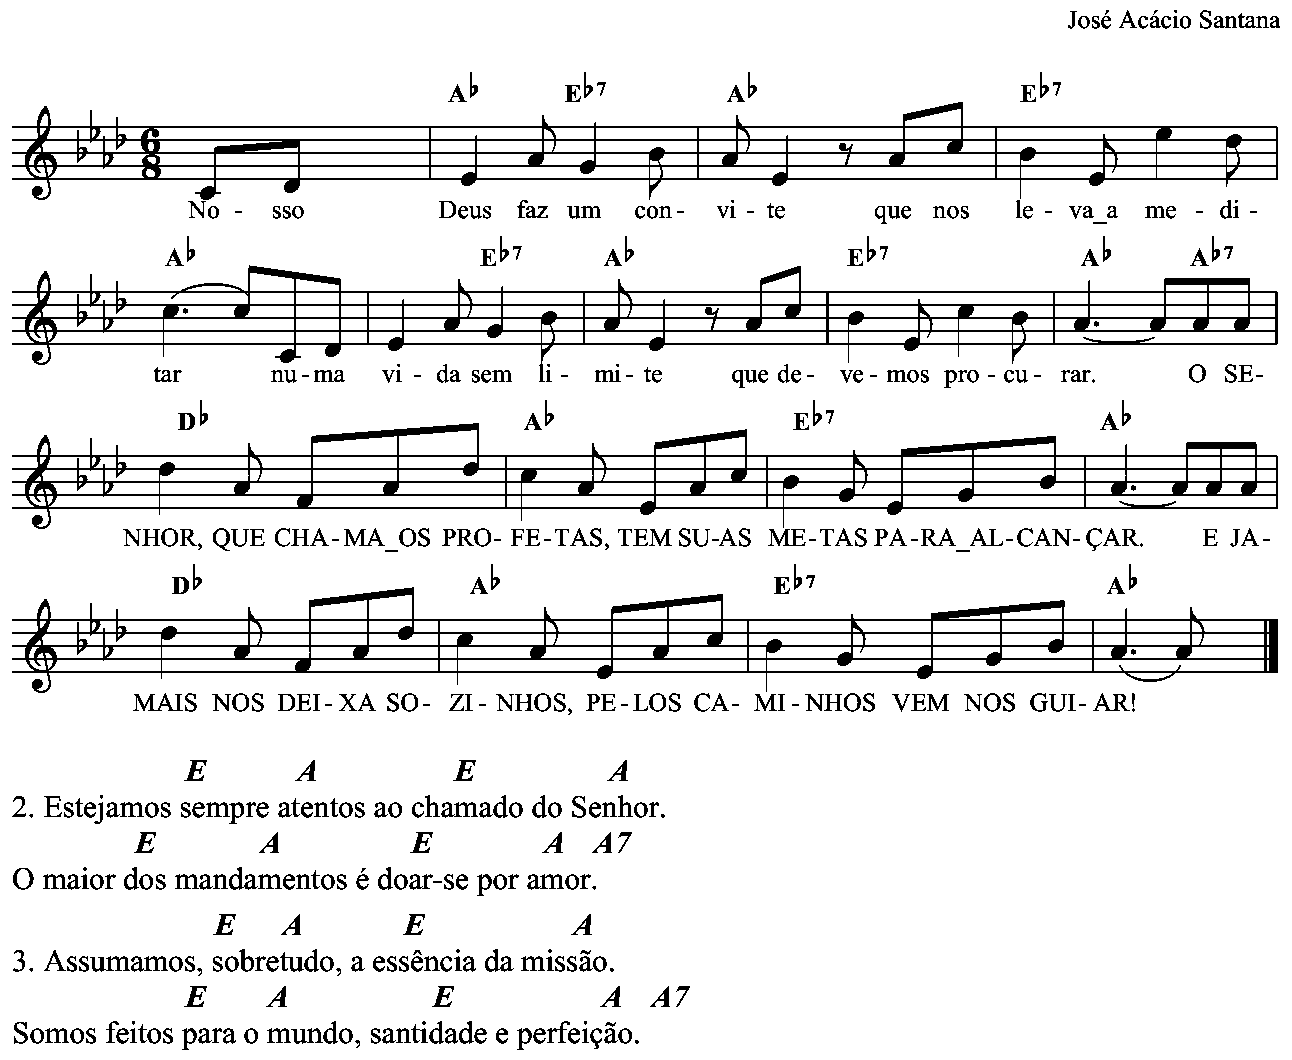 José Acácio Santana
A♭ E♭7 A♭ E♭7
6
8
No - sso Deus faz um con- vi - te que nos le - va_a me - di -
A♭ E♭7 A♭ E♭7 A♭ A♭7
tar nu-ma vi - da sem li - mi - te que de- ve-mos pro-cu - rar. O SE-
D♭ A♭ E♭7 A♭
NHOR, QUE CHA-MA_OS PRO- FE-TAS, TEM SU-AS ME-TAS PA-RA_AL-CAN-ÇAR. E JA-
D♭ A♭ E♭7 A♭
MAIS NOS DEI-XA SO- ZI-NHOS, PE-LOS CA- MI-NHOS VEM NOS GUI-AR!
E A E A
2. Estejamos sempre atentos ao chamado do Senhor.
E A E A A7
O maior dos mandamentos é doar-se por amor.
E A E A
3. Assumamos, sobretudo, a essência da missão.
E A E A A7
Somos feitos para o mundo, santidade e perfeição.